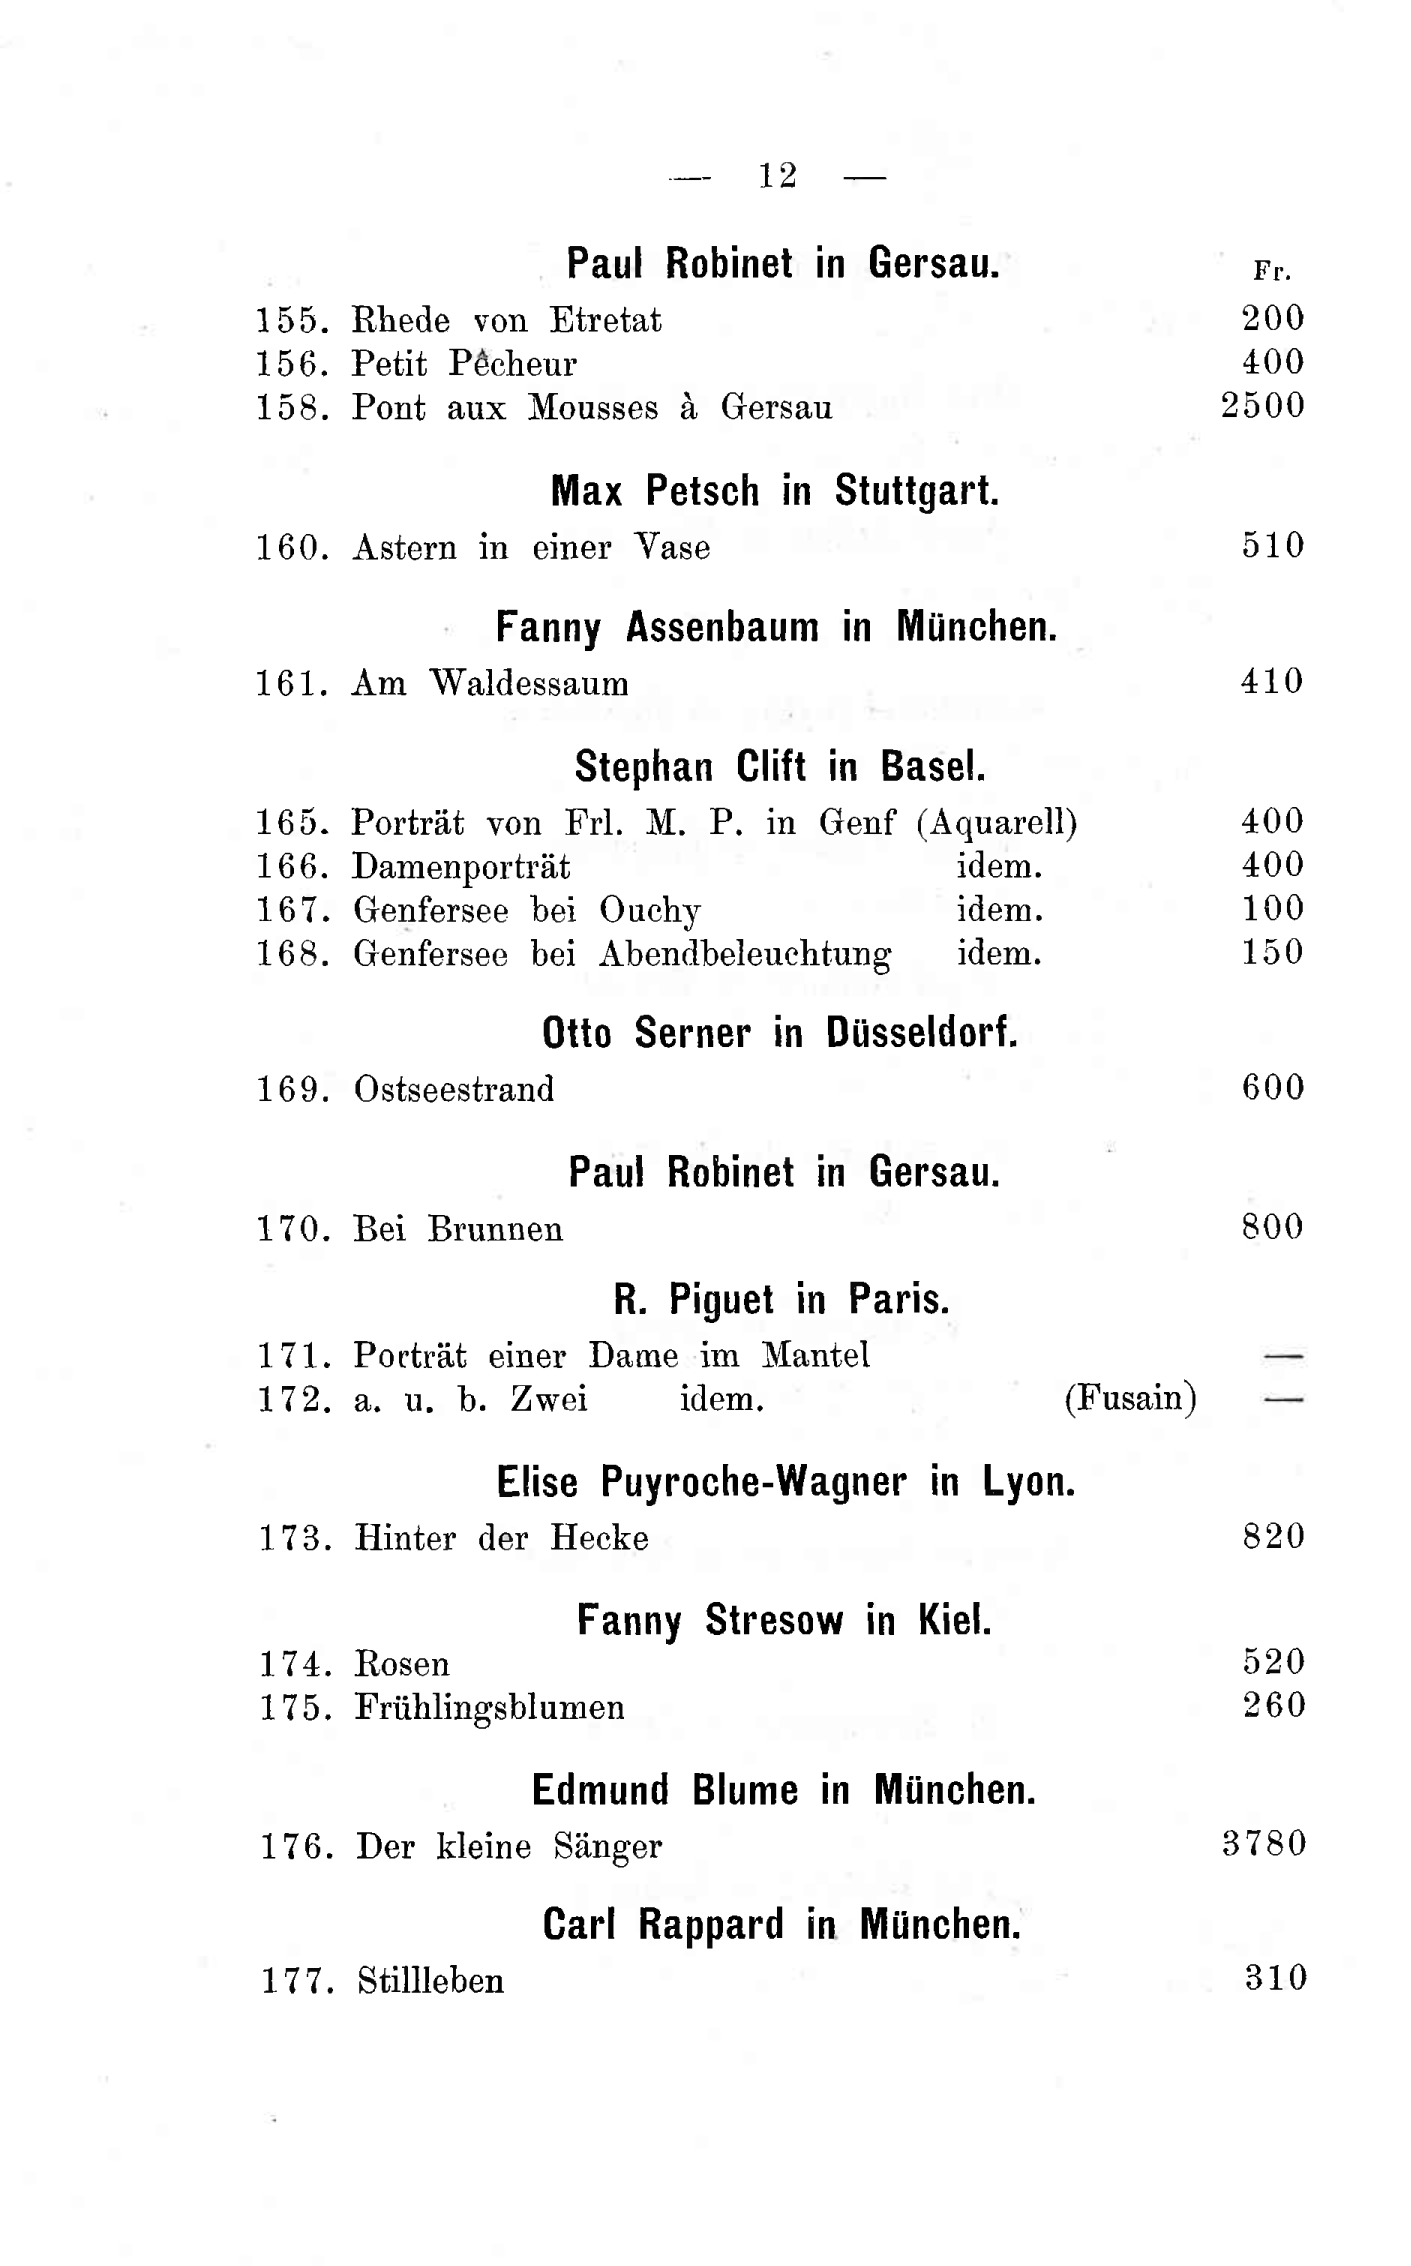 — 12 —
Paul Robinet in Gersau. Fr.
155. Rhede von Etretat 200
156. Petit Pêcheur 400
158. Pont aux Mousses à Gersau 2500
Max Petsch in Stuttgart.
160. Astern in einer Vase 510
Fanny Assenbaum in München.
161. Am Waldessaum 410
Stephan Clift in Basel.
165. Porträt von Frl. M. P. in Genf (Aquarell) 400
166. Damenporträt idem. 400
167. Genfersee bei Ouchy idem. 100
168. Genfersee bei Abendbeleuchtung idem. 150
Otto Serner in Düsseldorf.
169. Ostseestrand 600
Paul Robinet in Gersau.
170. Bei Brunnen 800
R. Piguet in Paris.
171. Porträt einer Dame im Mantel —
172. a. u. b. Zwei idem. (Fusain) —
Elise Puyroche-Wagner in Lyon.
173. Hinter der Hecke 820
Fanny Stresow in Kiel.
174. Rosen 520
175. Frühlingsblumen 260
Edmund Blume in München.
176. Der kleine Sänger 3780
Carl Rappard in München.
177. Stillleben 310